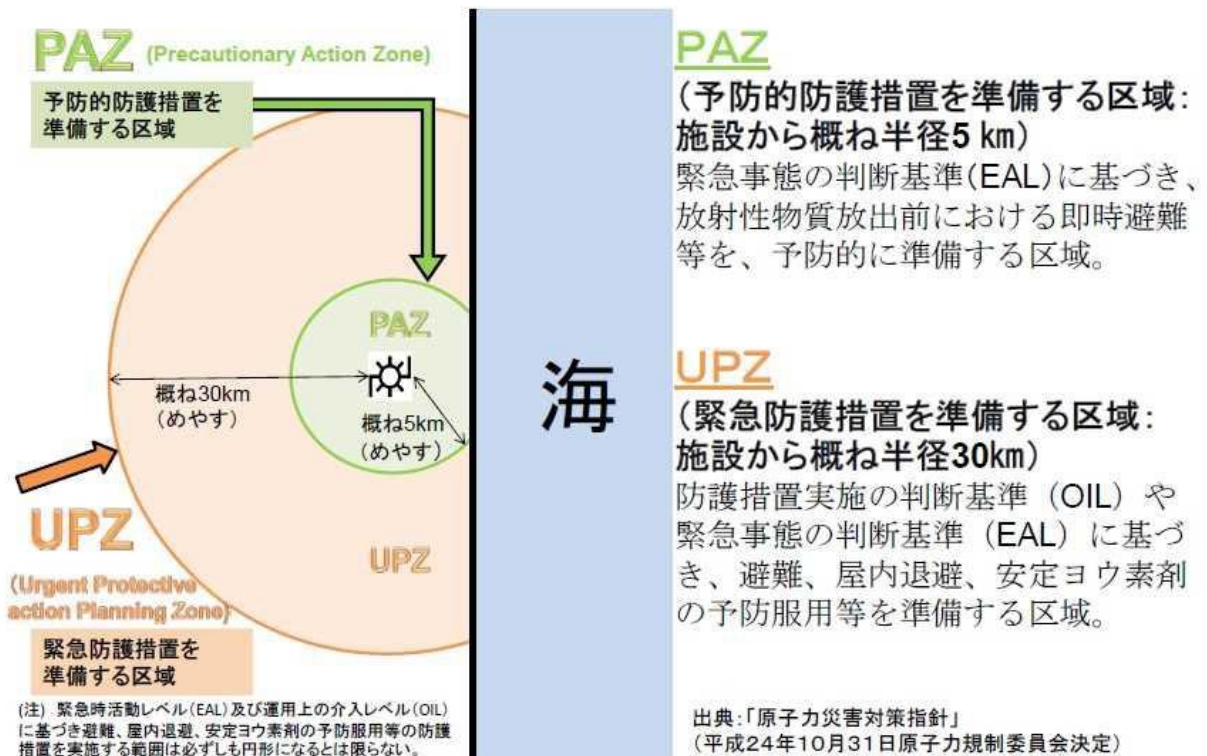 PAZ (Precautionary Action Zone)
予防的防護措置を
準備する区域
PAZ
概ね30km
（めやす）
概ね5km
（めやす）
UPZ
(Urgent Protective
action Planning Zone)
UPZ
緊急防護措置を
準備する区域
(注) 緊急時活動レベル(EAL)及び運用上の介入レベル(OIL)
に基づき避難、屋内退避、安定ヨウ素剤の予防服用等の防護
措置を実施する範囲は必ずしも円形になるとは限らない。
海
PAZ
（予防的防護措置を準備する区域：
施設から概ね半径5 km）
緊急事態の判断基準(EAL)に基づき、
放射性物質放出前における即時避難
等を、予防的に準備する区域。
UPZ
（緊急防護措置を準備する区域：
施設から概ね半径30km）
防護措置実施の判断基準（OIL）や
緊急事態の判断基準（EAL）に基づ
き、避難、屋内退避、安定ヨウ素剤
の予防服用等を準備する区域。
出典：「原子力災害対策指針」
（平成24年10月31日原子力規制委員会決定）